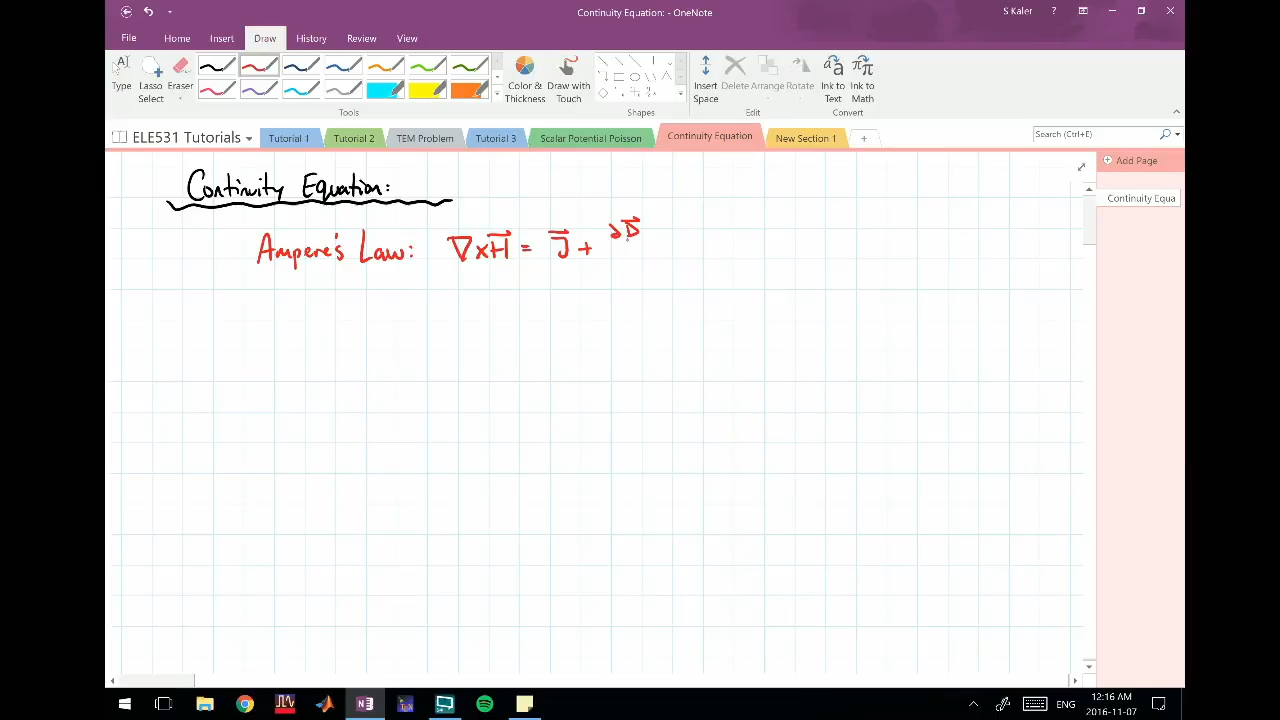 Continuity Equation: - OneNote
S Kaler ?
File Home Insert Draw History Review View
Type Lasso Select Eraser Color & Thickness Draw with Touch Insert Space Delete Arrange Rotate Ink to Text Ink to Math
Tools Shapes Edit Convert
ELE531 Tutorials Tutorial 1 Tutorial 2 TEM Problem Tutorial 3 Scalar Potential Poisson Continuity Equation New Section 1 + Search (Ctrl+E)
Add Page
Continuity Equa
Continuity Equation:
Ampere's Law: ∇×H⃗ = J⃗ + ∂D⃗
ENG 12:16 AM
2016-11-07